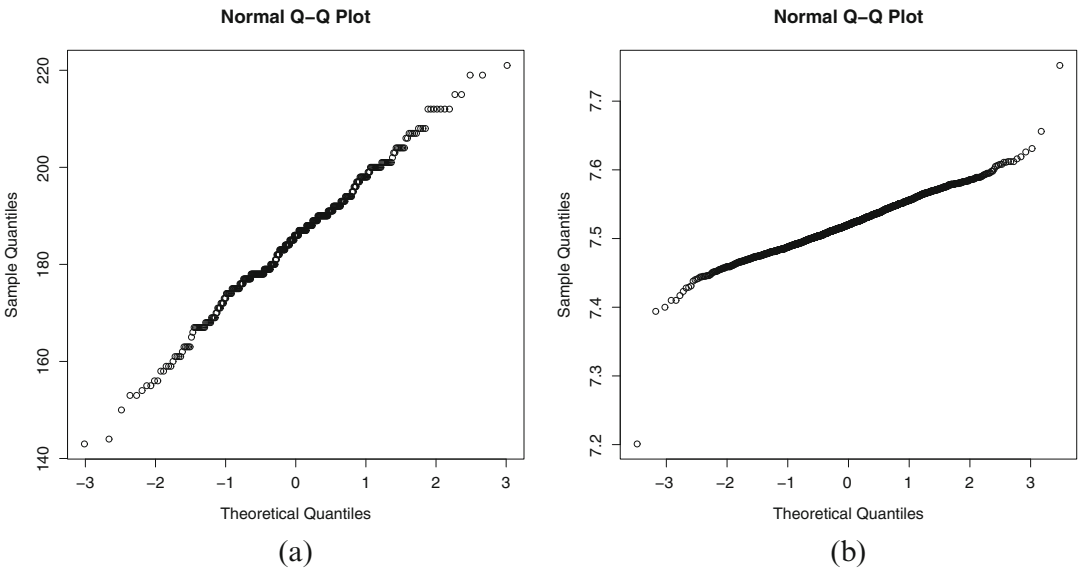 Normal Q−Q Plot
220
200
180
160
140
Sample Quantiles
−3 −2 −1 0 1 2 3
Theoretical Quantiles
(a)
Normal Q−Q Plot
7.7
7.6
7.5
7.4
7.3
7.2
Sample Quantiles
−3 −2 −1 0 1 2 3
Theoretical Quantiles
(b)